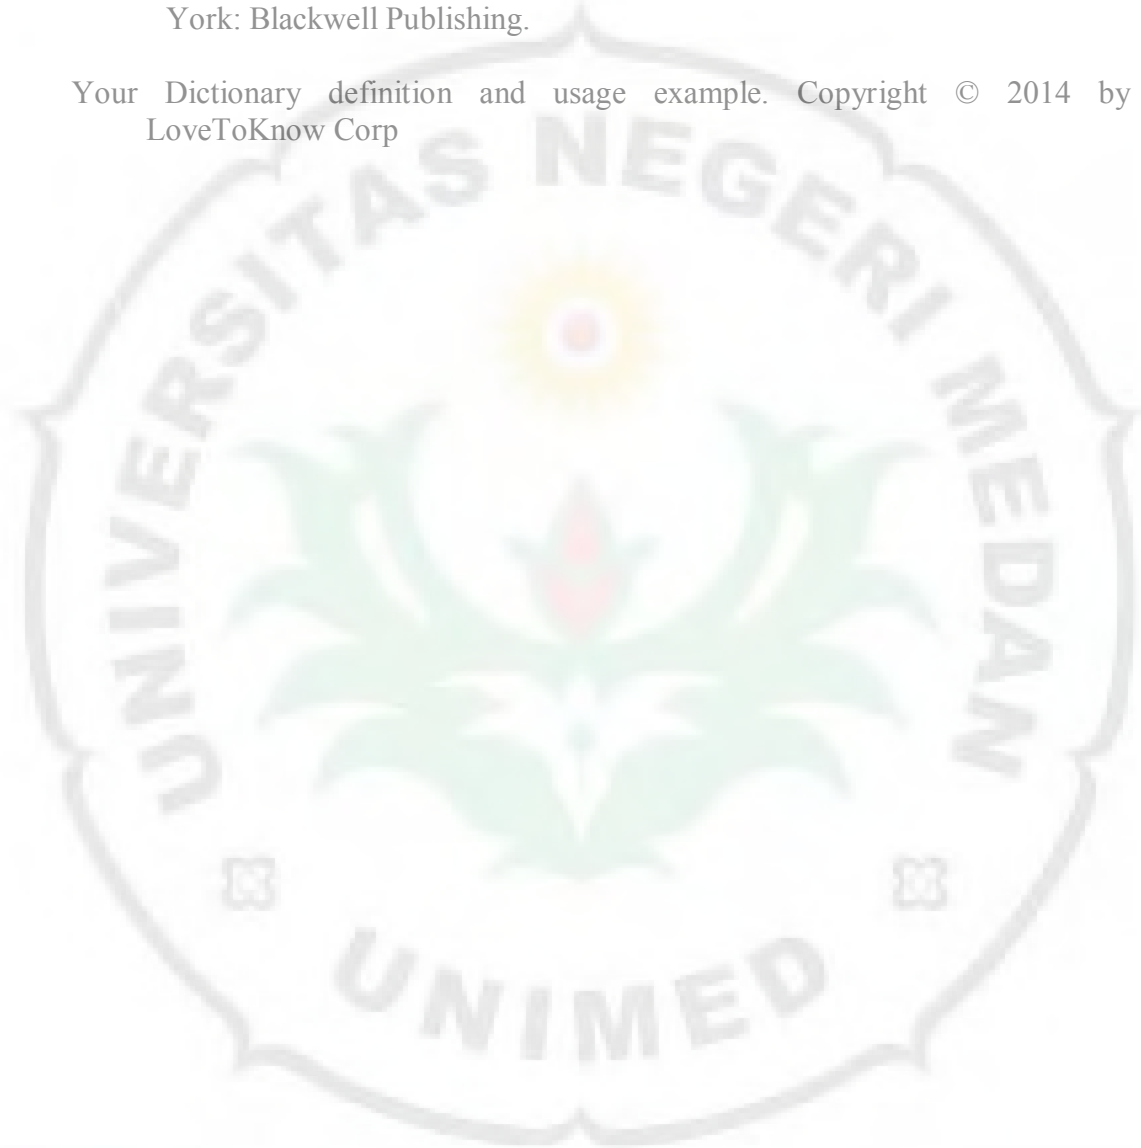 York: Blackwell Publishing.
Your Dictionary definition and usage example. Copyright © 2014 by
LoveToKnow Corp
UNIVERSITAS NEGERI MEDAN
UNIMED